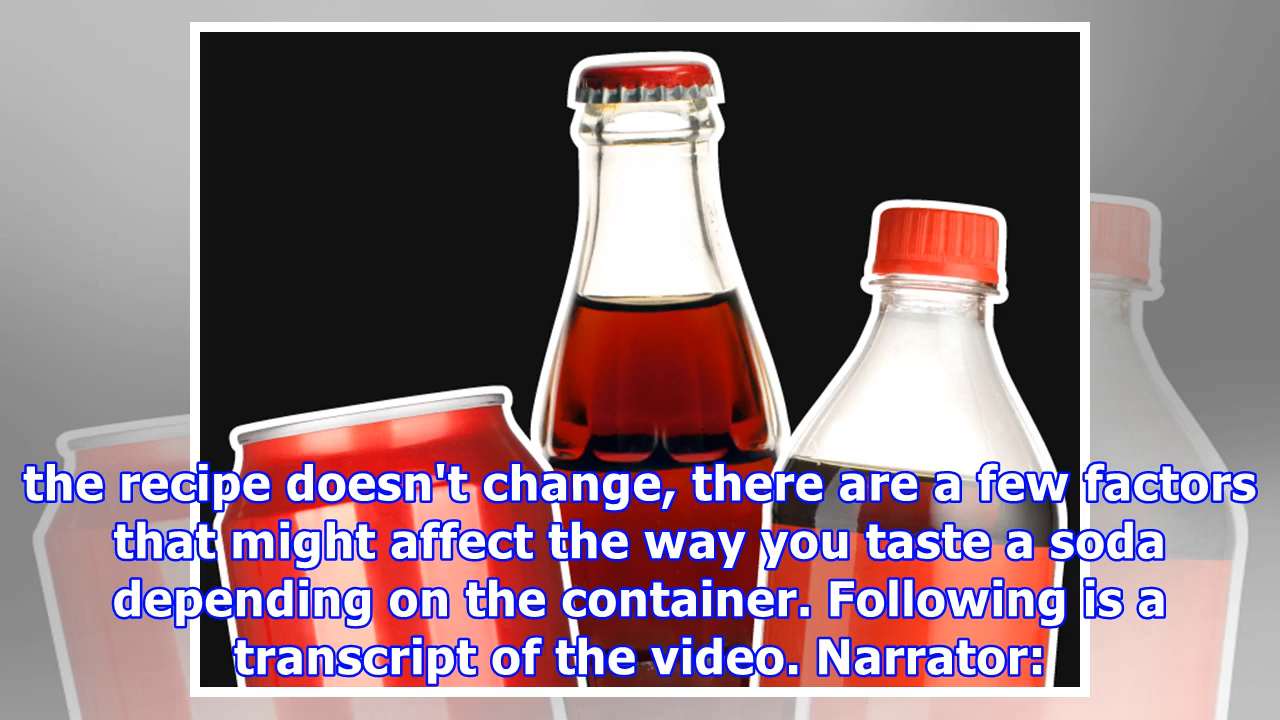 the recipe doesn't change, there are a few factors
that might affect the way you taste a soda
depending on the container. Following is a
transcript of the video. Narrator: